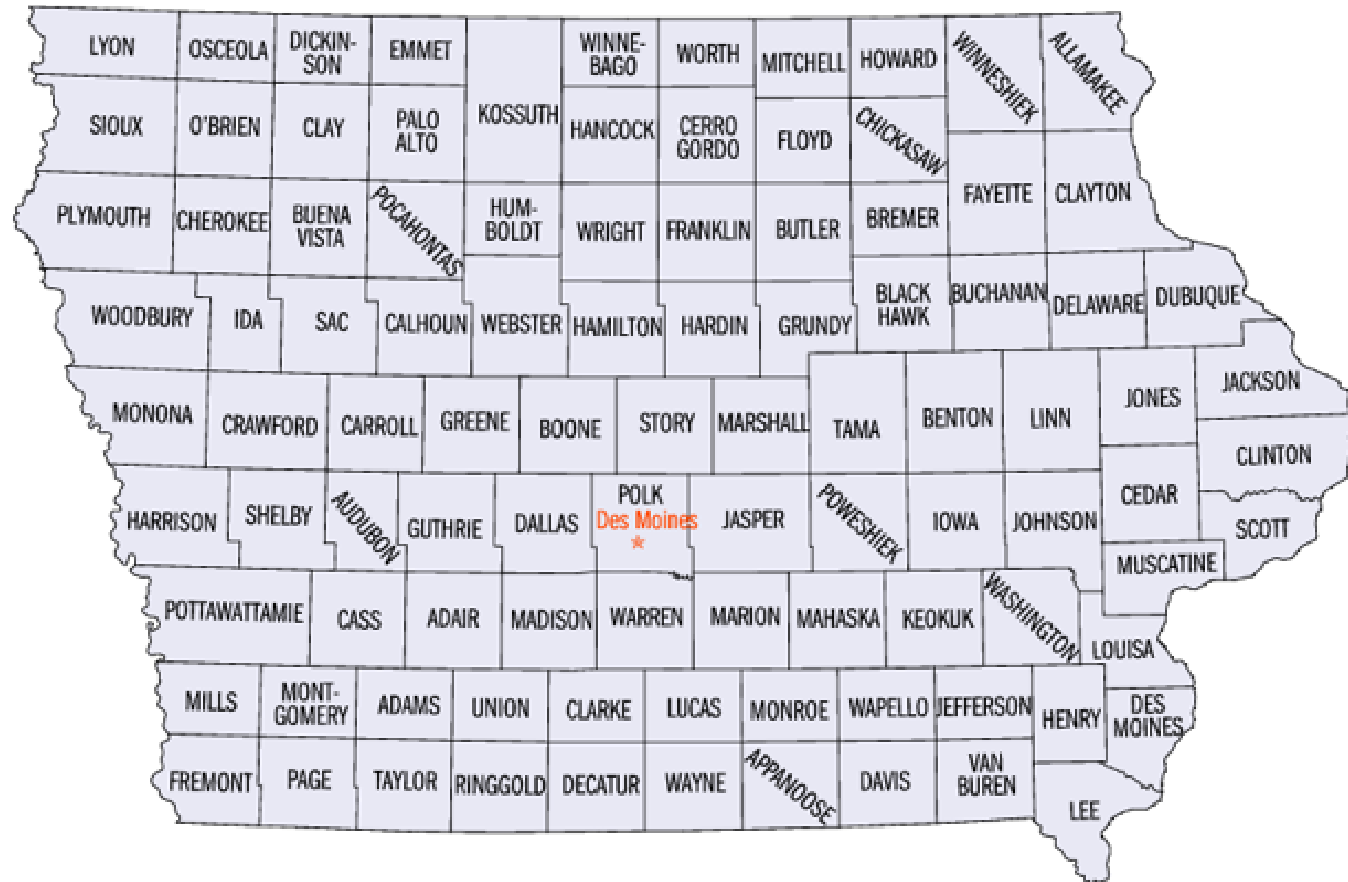 LYON
OSCEOLA
DICKIN-
SON
EMMET
WINNE-
BAGO
WORTH
MITCHELL
HOWARD
WINNESHIEK
ALLAMAKEE
SIOUX
O'BRIEN
CLAY
PALO
ALTO
KOSSUTH
HANCOCK
CERRO
GORDO
FLOYD
CHICKASAW
PLYMOUTH
CHEROKEE
BUENA
VISTA
POCAHONTAS
HUM-
BOLDT
WRIGHT
FRANKLIN
BUTLER
BREMER
FAYETTE
CLAYTON
WOODBURY
IDA
SAC
CALHOUN
WEBSTER
HAMILTON
HARDIN
GRUNDY
BLACK
HAWK
BUCHANAN
DELAWARE
DUBUQUE
MONONA
CRAWFORD
CARROLL
GREENE
BOONE
STORY
MARSHALL
TAMA
BENTON
LINN
JONES
JACKSON
CLINTON
HARRISON
SHELBY
AUDUBON
GUTHRIE
DALLAS
POLK
Des Moines
JASPER
POWESHIEK
IOWA
JOHNSON
CEDAR
SCOTT
MUSCATINE
POTTAWATTAMIE
CASS
ADAIR
MADISON
WARREN
MARION
MAHASKA
KEOKUK
WASHINGTON
LOUISA
MILLS
MONT-
GOMERY
ADAMS
UNION
CLARKE
LUCAS
MONROE
WAPELLO
JEFFERSON
HENRY
DES
MOINES
FREMONT
PAGE
TAYLOR
RINGGOLD
DECATUR
WAYNE
APPANOOSE
DAVIS
VAN
BUREN
LEE